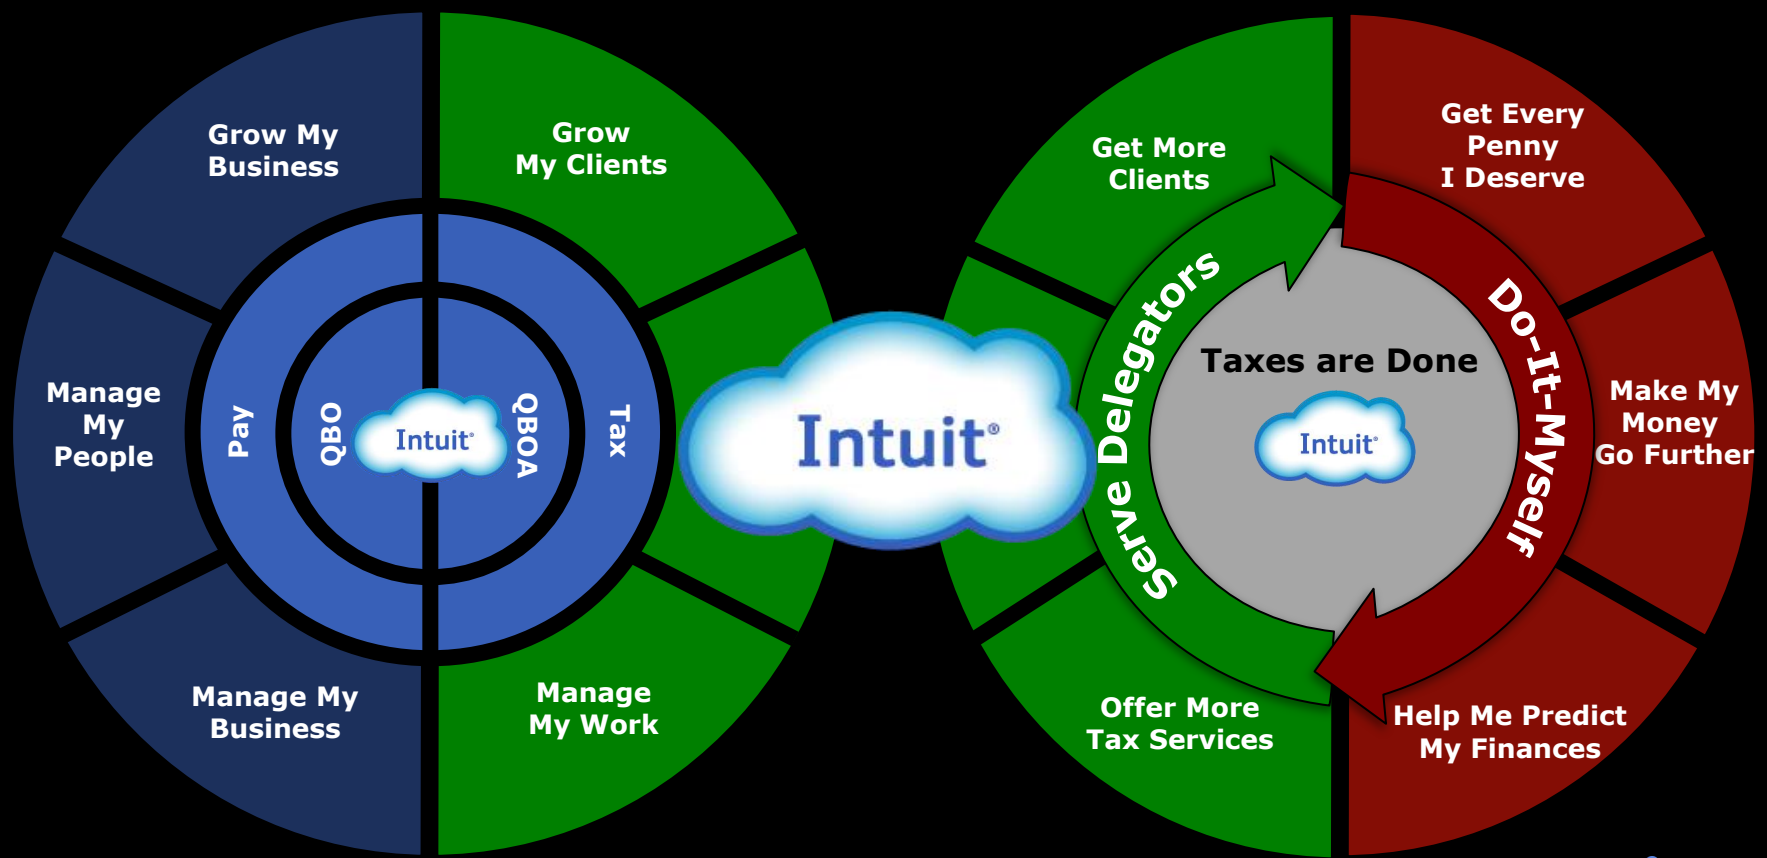 Grow My
Business
Grow
My Clients
Manage
My
People
Pay
QBO
Intuit®
QBOA
Tax
Manage My
Business
Manage
My Work
Intuit®
Get More
Clients
Get Every
Penny
I Deserve
Serve Delegators
Do-It-Myself
Taxes are Done
Intuit®
Make My
Money
Go Further
Offer More
Tax Services
Help Me Predict
My Finances